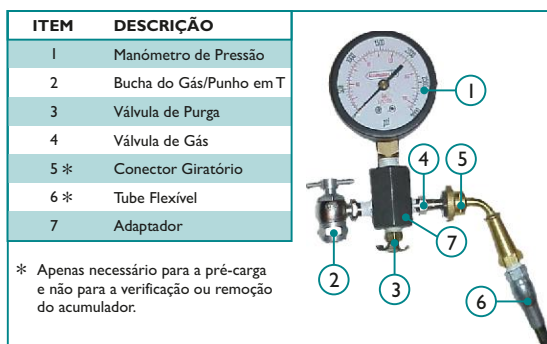 ITEM DESCRIÇÃO
1 Manómetro de Pressão
2 Bucha do Gás/Punho em T
3 Válvula de Purga
4 Válvula de Gás
5 * Conector Giratório
6 * Tube Flexível
7 Adaptador
* Apenas necessário para a pré-carga
e não para a verificação ou remoção
do acumulador.
1
4
5
7
2
3
6